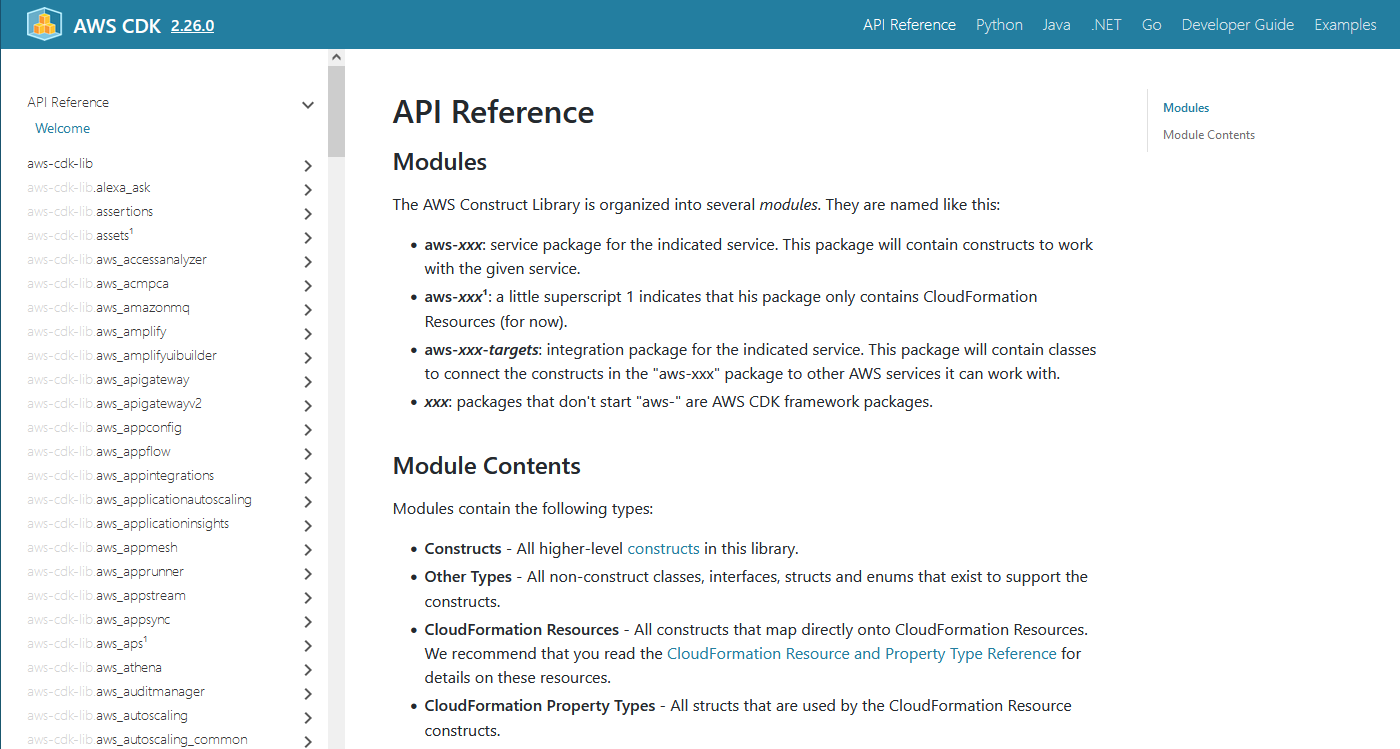 AWS CDK 2.26.0
API Reference Python Java .NET Go Developer Guide Examples
API Reference
Welcome
aws-cdk-lib
aws-cdk-lib.alexa_ask
aws-cdk-lib.assertions
aws-cdk-lib.assets¹
aws-cdk-lib.aws_accessanalyzer
aws-cdk-lib.aws_acmpca
aws-cdk-lib.aws_amazonmq
aws-cdk-lib.aws_amplify
aws-cdk-lib.aws_amplifyuibuilder
aws-cdk-lib.aws_apigateway
aws-cdk-lib.aws_apigatewayv2
aws-cdk-lib.aws_appconfig
aws-cdk-lib.aws_appflow
aws-cdk-lib.aws_appintegrations
aws-cdk-lib.aws_applicationautoscaling
aws-cdk-lib.aws_applicationinsights
aws-cdk-lib.aws_appmesh
aws-cdk-lib.aws_apprunner
aws-cdk-lib.aws_appstream
aws-cdk-lib.aws_appsync
aws-cdk-lib.aws_aps¹
aws-cdk-lib.aws_athena
aws-cdk-lib.aws_auditmanager
aws-cdk-lib.aws_autoscaling
aws-cdk-lib.aws_autoscaling_common
API Reference
Modules
The AWS Construct Library is organized into several modules. They are named like this:
• aws-xxx: service package for the indicated service. This package will contain constructs to work
with the given service.
• aws-xxx¹: a little superscript 1 indicates that his package only contains CloudFormation
Resources (for now).
• aws-xxx-targets: integration package for the indicated service. This package will contain classes
to connect the constructs in the "aws-xxx" package to other AWS services it can work with.
• xxx: packages that don't start "aws-" are AWS CDK framework packages.
Module Contents
Modules contain the following types:
• Constructs - All higher-level constructs in this library.
• Other Types - All non-construct classes, interfaces, structs and enums that exist to support the
constructs.
• CloudFormation Resources - All constructs that map directly onto CloudFormation Resources.
We recommend that you read the CloudFormation Resource and Property Type Reference for
details on these resources.
• CloudFormation Property Types - All structs that are used by the CloudFormation Resource
constructs.
Modules
Module Contents